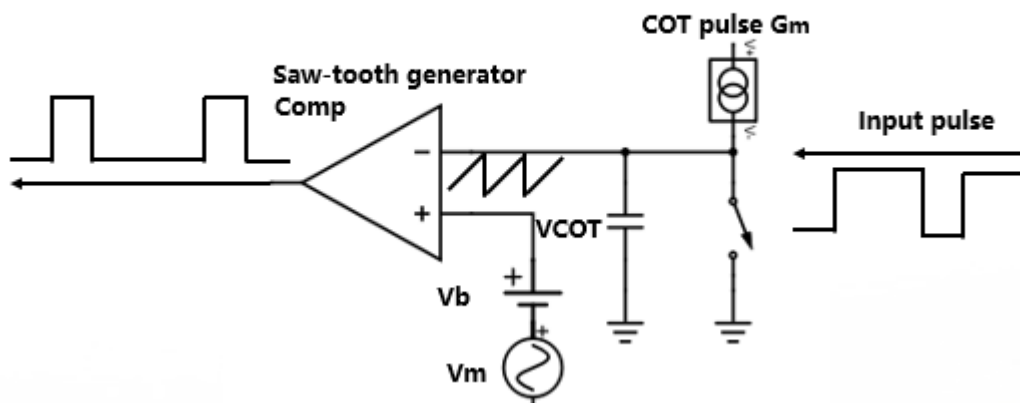 COT pulse Gm
Saw-tooth generator
Comp
Input pulse
VCOT
Vb
Vm